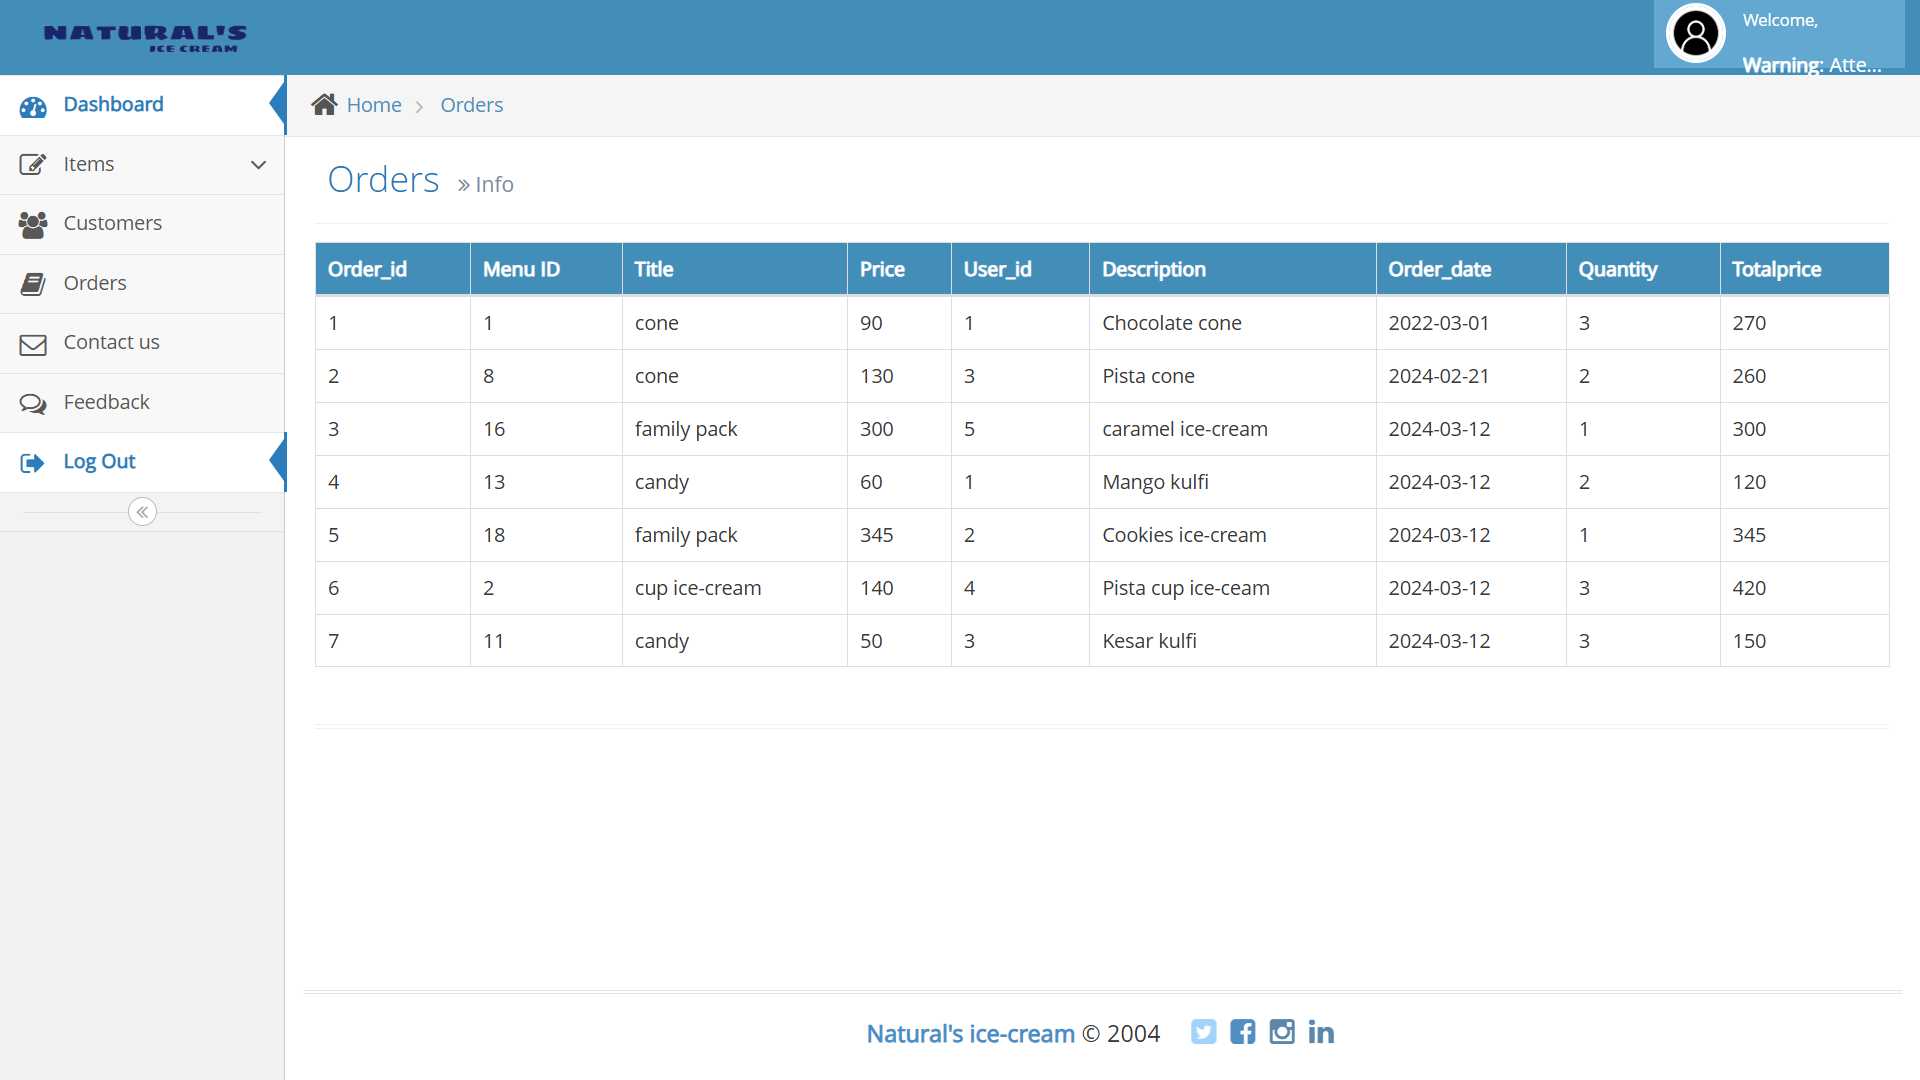 NATURAL'S
ICE CREAM
Welcome,
Warning: Atte...
Dashboard
Items
Customers
Orders
Contact us
Feedback
Log Out
Home Orders
Orders Info
Order_id Menu ID Title Price User_id Description Order_date Quantity Totalprice
1 1 cone 90 1 Chocolate cone 2022-03-01 3 270
2 8 cone 130 3 Pista cone 2024-02-21 2 260
3 16 family pack 300 5 caramel ice-cream 2024-03-12 1 300
4 13 candy 60 1 Mango kulfi 2024-03-12 2 120
5 18 family pack 345 2 Cookies ice-cream 2024-03-12 1 345
6 2 cup ice-cream 140 4 Pista cup ice-ceam 2024-03-12 3 420
7 11 candy 50 3 Kesar kulfi 2024-03-12 3 150
Natural's ice-cream © 2004